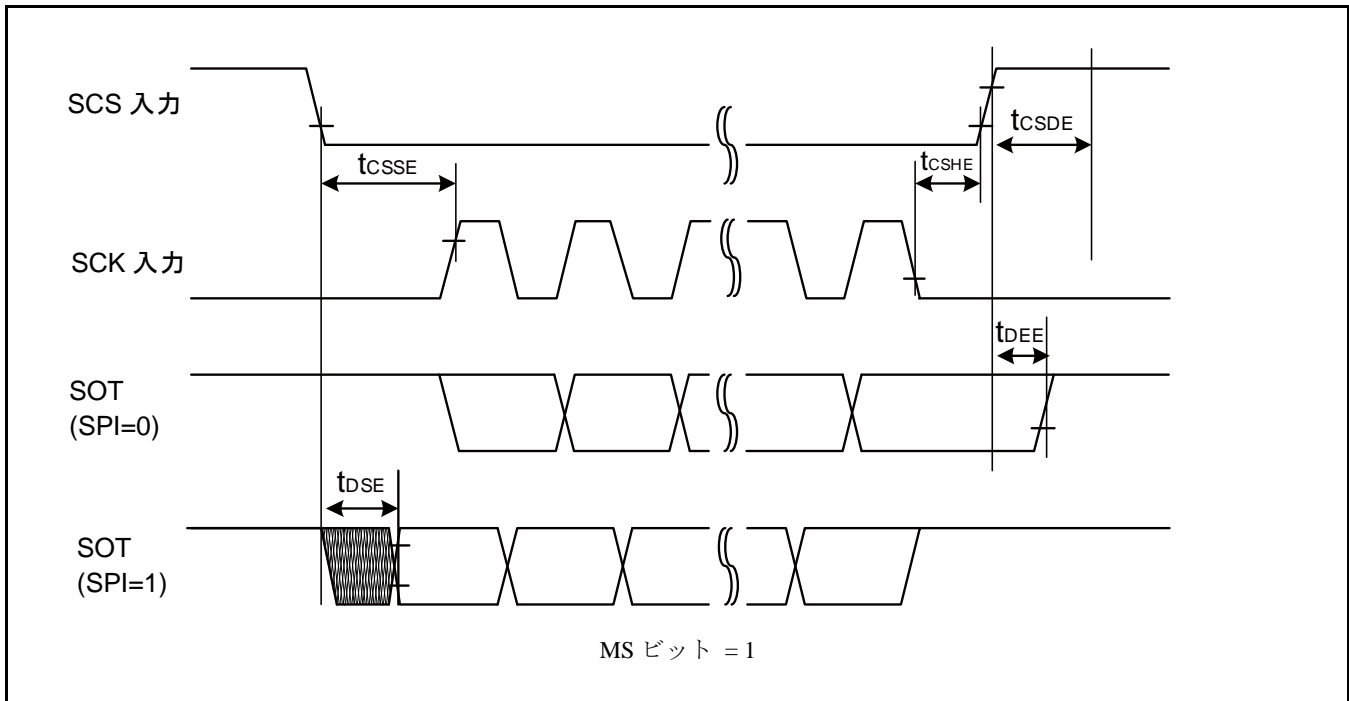 SCS 入力
tCSDE
tCSSE
tCSHE
SCK 入力
tDEE
SOT
(SPI=0)
tDSE
SOT
(SPI=1)
MS ビット = 1